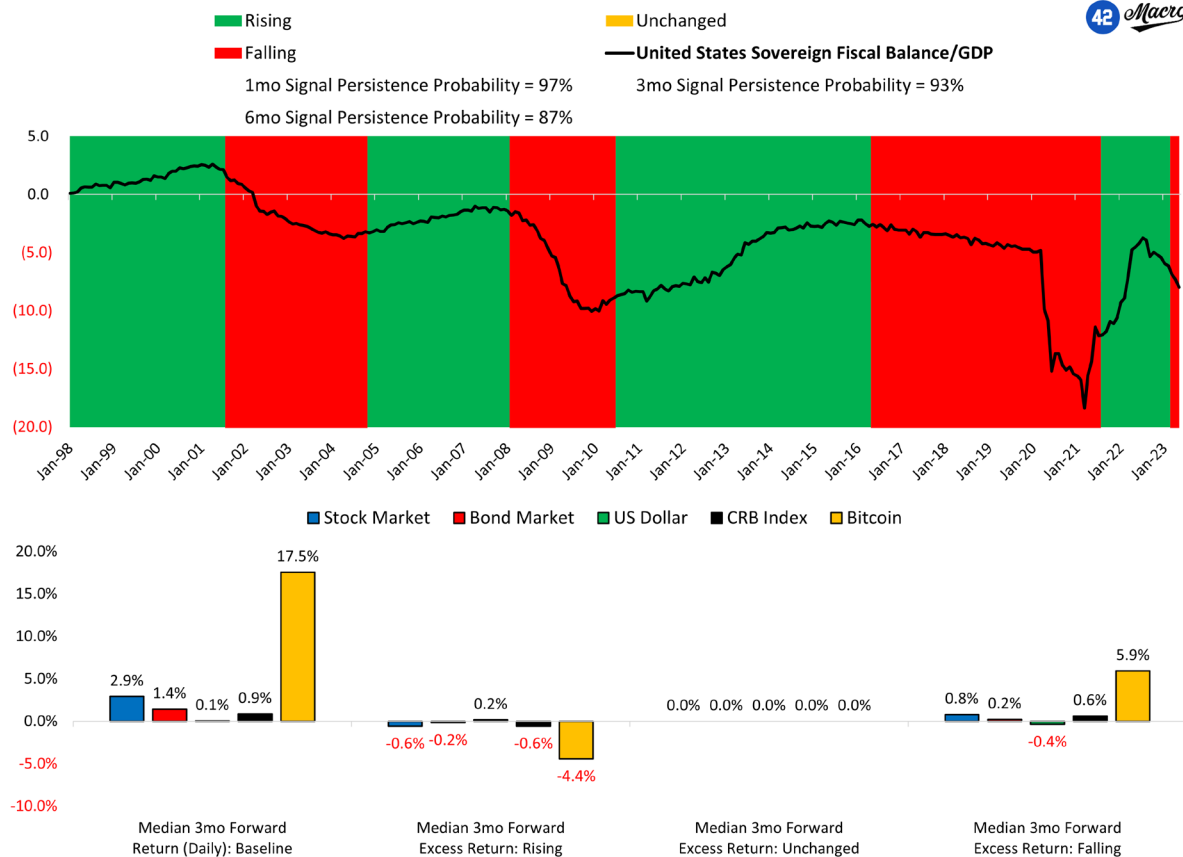 Rising
Unchanged
42 Macro
Falling
United States Sovereign Fiscal Balance/GDP
1mo Signal Persistence Probability = 97%
3mo Signal Persistence Probability = 93%
6mo Signal Persistence Probability = 87%
5.0
0.0
(5.0)
(10.0)
(15.0)
(20.0)
Jan-98 Jan-99 Jan-00 Jan-01 Jan-02 Jan-03 Jan-04 Jan-05 Jan-06 Jan-07 Jan-08 Jan-09 Jan-10 Jan-11 Jan-12 Jan-13 Jan-14 Jan-15 Jan-16 Jan-17 Jan-18 Jan-19 Jan-20 Jan-21 Jan-22 Jan-23
Stock Market Bond Market US Dollar CRB Index Bitcoin
20.0%
15.0%
10.0%
5.0%
0.0%
-5.0%
-10.0%
2.9% 1.4% 0.1% 0.9% 17.5%
-0.6% -0.2% 0.2% -0.6% -4.4%
0.0% 0.0% 0.0% 0.0% 0.0%
0.8% 0.2% -0.4% 0.6% 5.9%
Median 3mo Forward
Return (Daily): Baseline
Median 3mo Forward
Excess Return: Rising
Median 3mo Forward
Excess Return: Unchanged
Median 3mo Forward
Excess Return: Falling